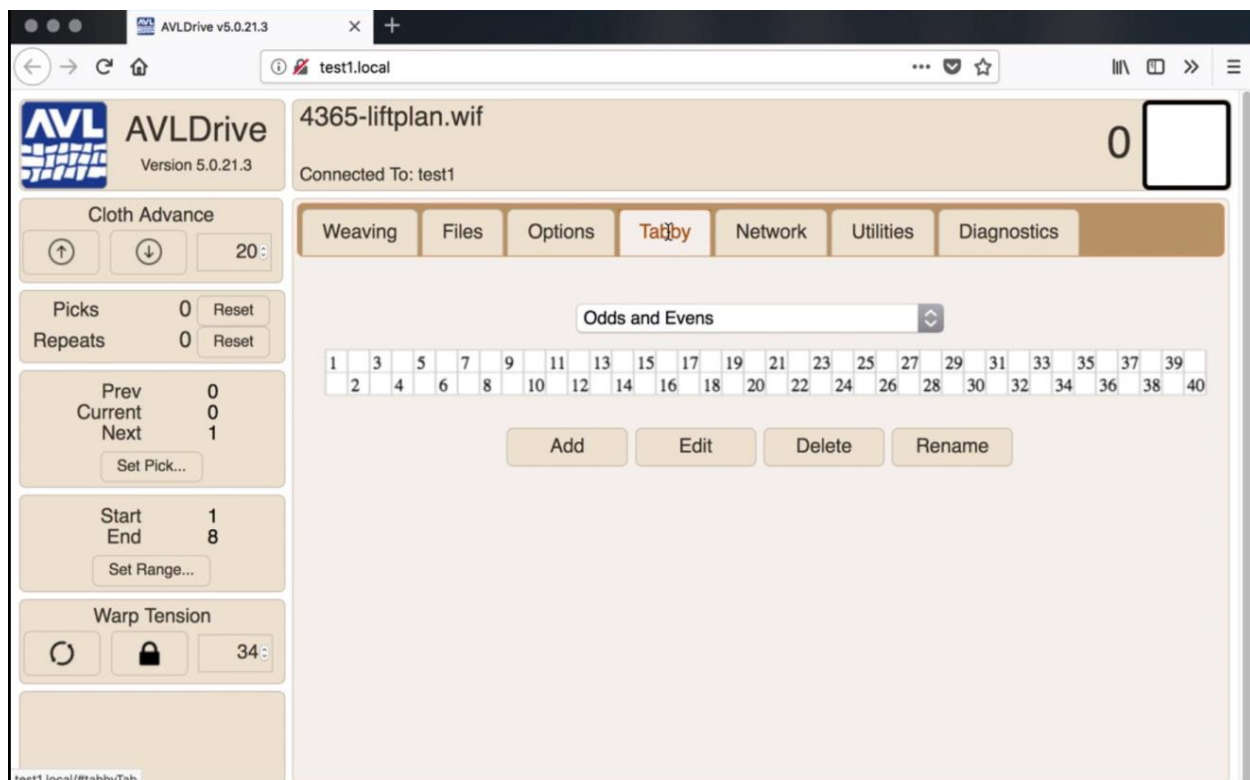 AVLDrive v5.0.21.3
test1.local
AVL
AVLDrive
Version 5.0.21.3
4365-liftplan.wif
Connected To: test1
0
Cloth Advance
20
Picks 0 Reset
Repeats 0 Reset
Prev 0
Current 0
Next 1
Set Pick...
Start 1
End 8
Set Range...
Warp Tension
34
Weaving Files Options Tabby Network Utilities Diagnostics
Odds and Evens
1 3 5 7 9 11 13 15 17 19 21 23 25 27 29 31 33 35 37 39
2 4 6 8 10 12 14 16 18 20 22 24 26 28 30 32 34 36 38 40
Add Edit Delete Rename
test1.local/#tabbyTab